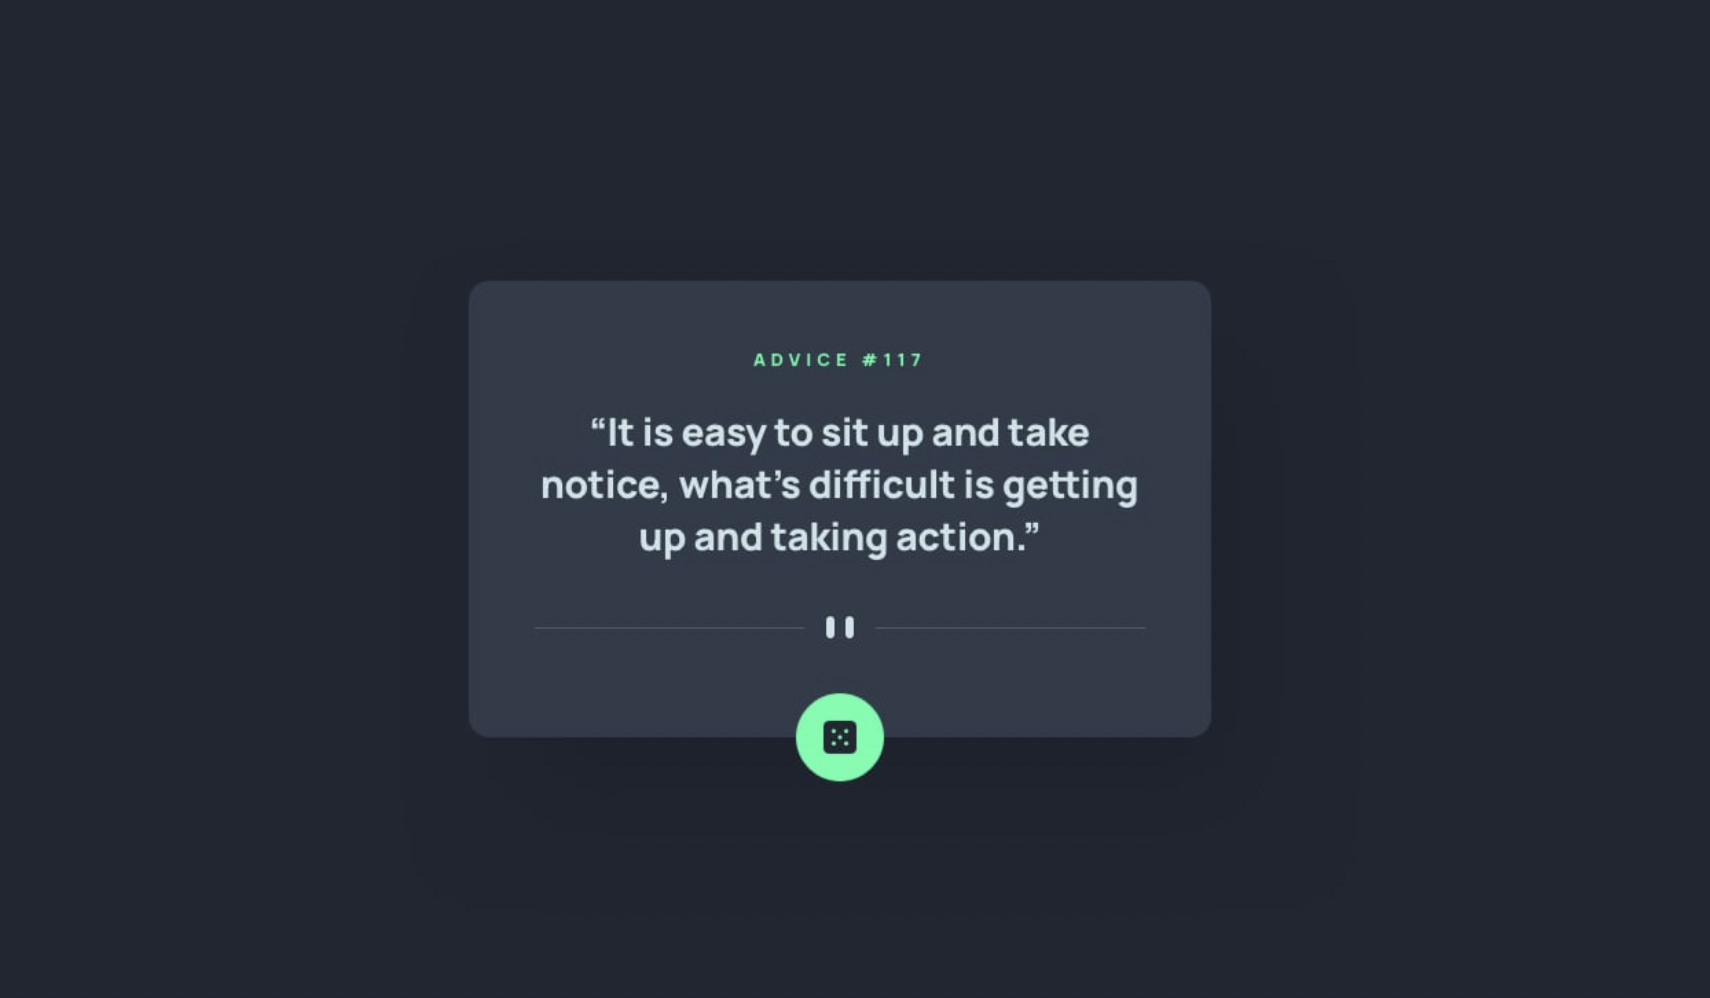 ADVICE #117
“It is easy to sit up and take
notice, what’s difficult is getting
up and taking action.”